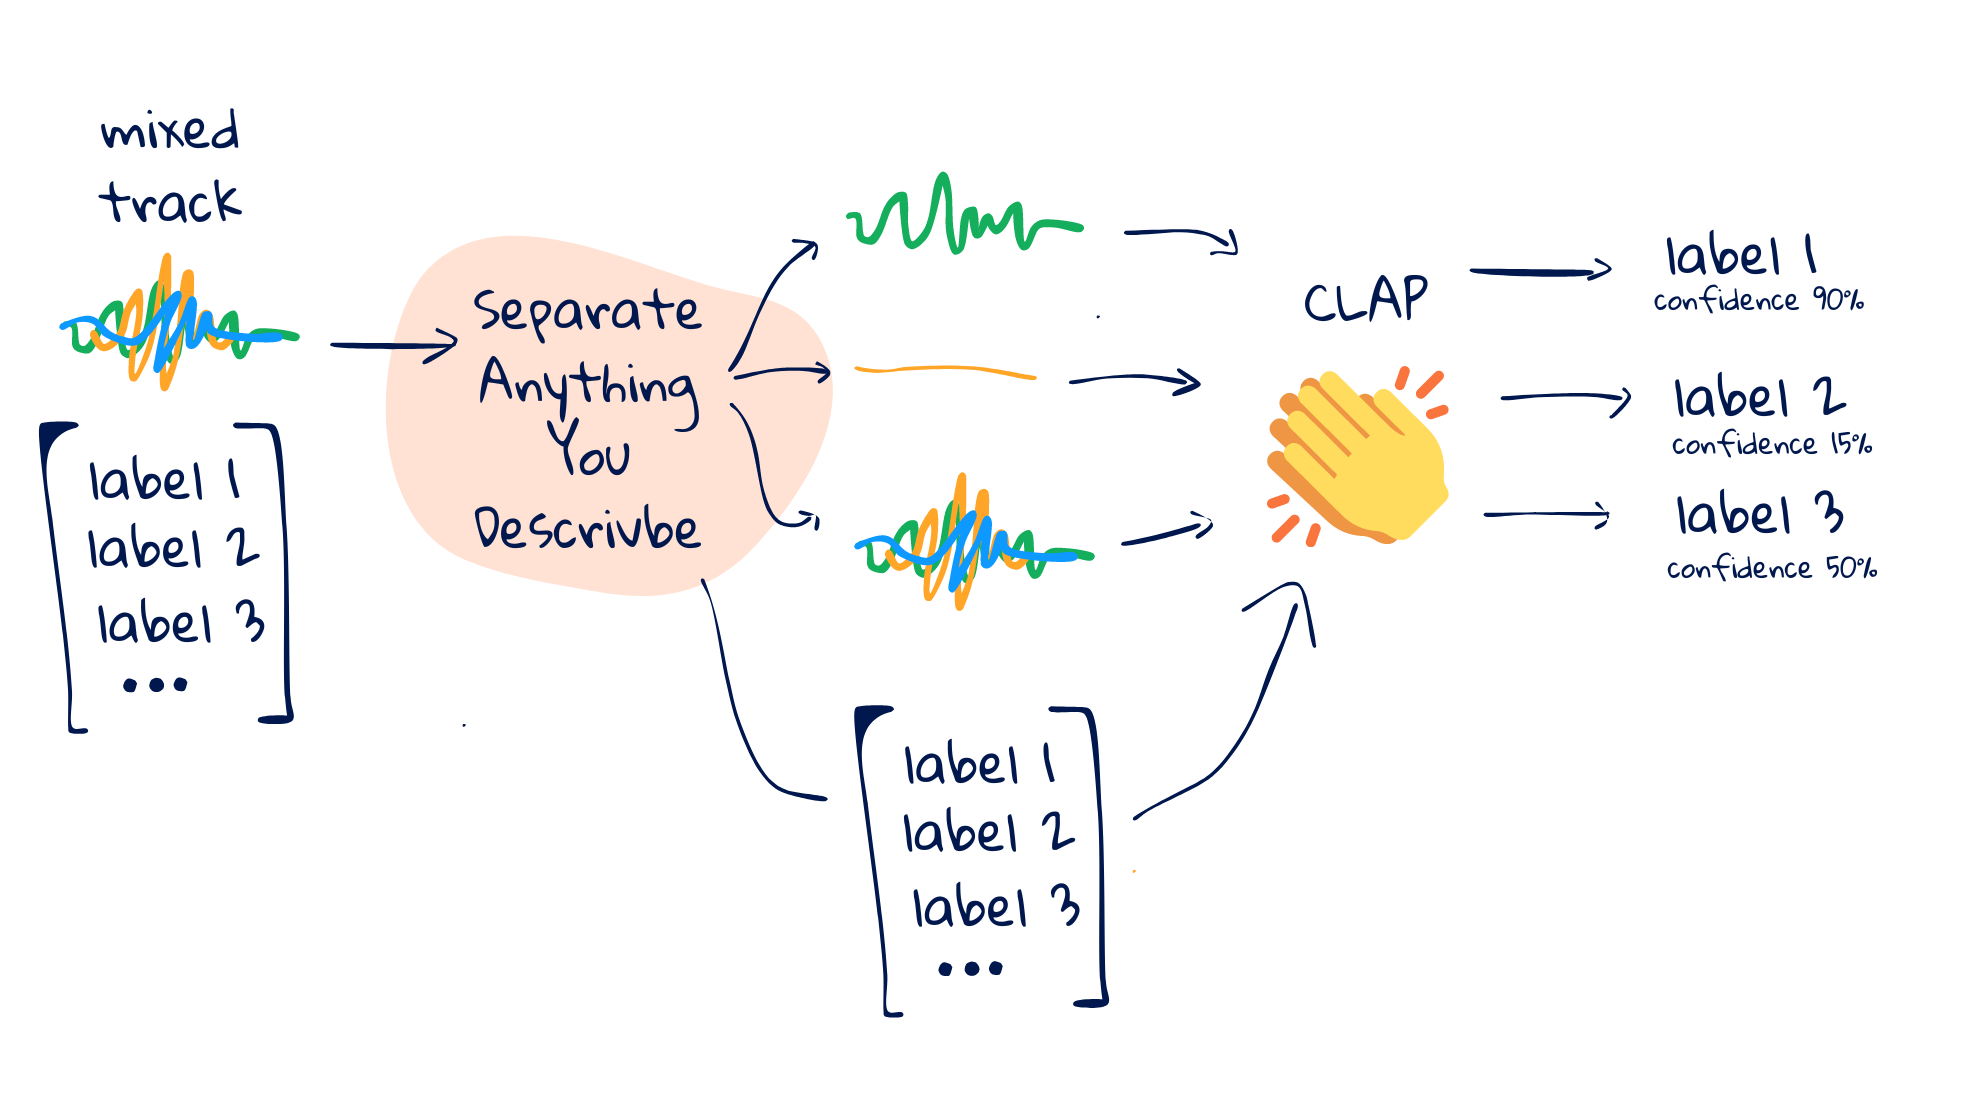 mixed
track
label 1
label 2
label 3
...
Separate
Anything
You
Descrivbe
label 1
label 2
label 3
...
CLAP
label 1
confidence 90%
label 2
confidence 15%
label 3
confidence 50%